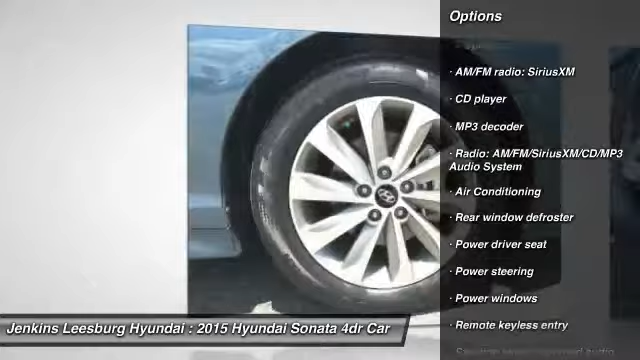 Options
· AM/FM radio: SiriusXM
· CD player
· MP3 decoder
· Radio: AM/FM/SiriusXM/CD/MP3
Audio System
· Air Conditioning
· Rear window defroster
· Power driver seat
· Power steering
· Power windows
· Remote keyless entry
Jenkins Leesburg Hyundai : 2015 Hyundai Sonata 4dr Car